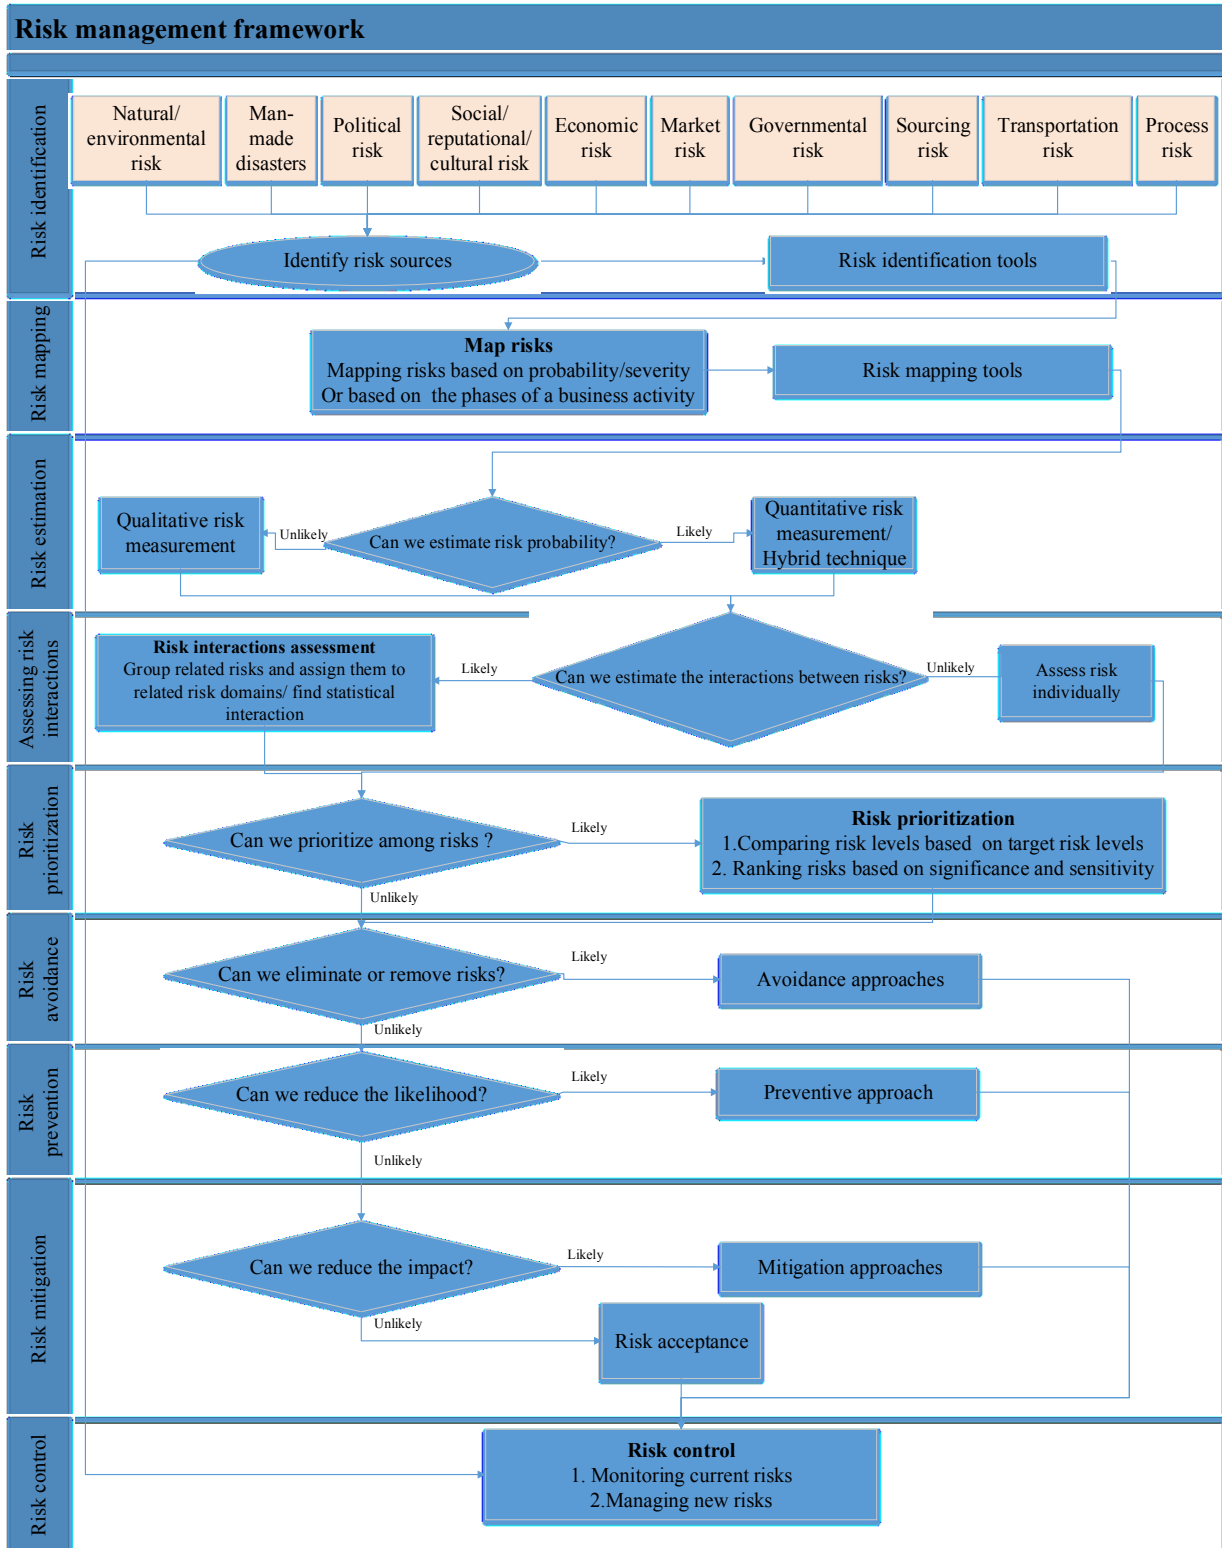 Risk management framework
Risk identification
Natural/
environmental
risk
Man-
made
disasters
Political
risk
Social/
reputational/
cultural risk
Economic
risk
Market
risk
Governmental
risk
Sourcing
risk
Transportation
risk
Process
risk
Identify risk sources
Risk identification tools
Risk mapping
Map risks
Mapping risks based on probability/severity
Or based on the phases of a business activity
Risk mapping tools
Risk estimation
Qualitative risk
measurement
Unlikely
Can we estimate risk probability?
Likely
Quantitative risk
measurement/
Hybrid technique
Assessing risk
interactions
Risk interactions assessment
Group related risks and assign them to
related risk domains/ find statistical
interaction
Likely
Can we estimate the interactions between risks?
Unlikely
Assess risk
individually
Risk
prioritization
Can we prioritize among risks ?
Likely
Risk prioritization
1.Comparing risk levels based on target risk levels
2. Ranking risks based on significance and sensitivity
Unlikely
Risk
avoidance
Can we eliminate or remove risks?
Likely
Avoidance approaches
Unlikely
Risk
prevention
Can we reduce the likelihood?
Likely
Preventive approach
Unlikely
Risk mitigation
Can we reduce the impact?
Likely
Mitigation approaches
Unlikely
Risk acceptance
Risk control
Risk control
1. Monitoring current risks
2.Managing new risks